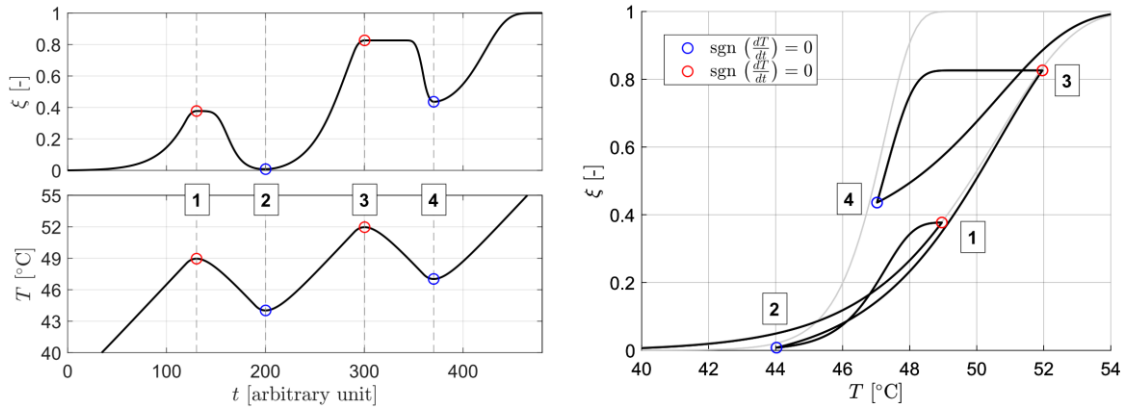 1
0.8
0.6
0.4
0.2
0
ξ [-]
1 2 3 4
55
52
49
46
43
40
T [°C]
0 100 200 300 400
t [arbitrary unit]
sgn (dT/dt) = 0
sgn (dT/dt) = 0
1
0.8
0.6
0.4
0.2
0
ξ [-]
3
4
1
2
40 42 44 46 48 50 52 54
T [°C]